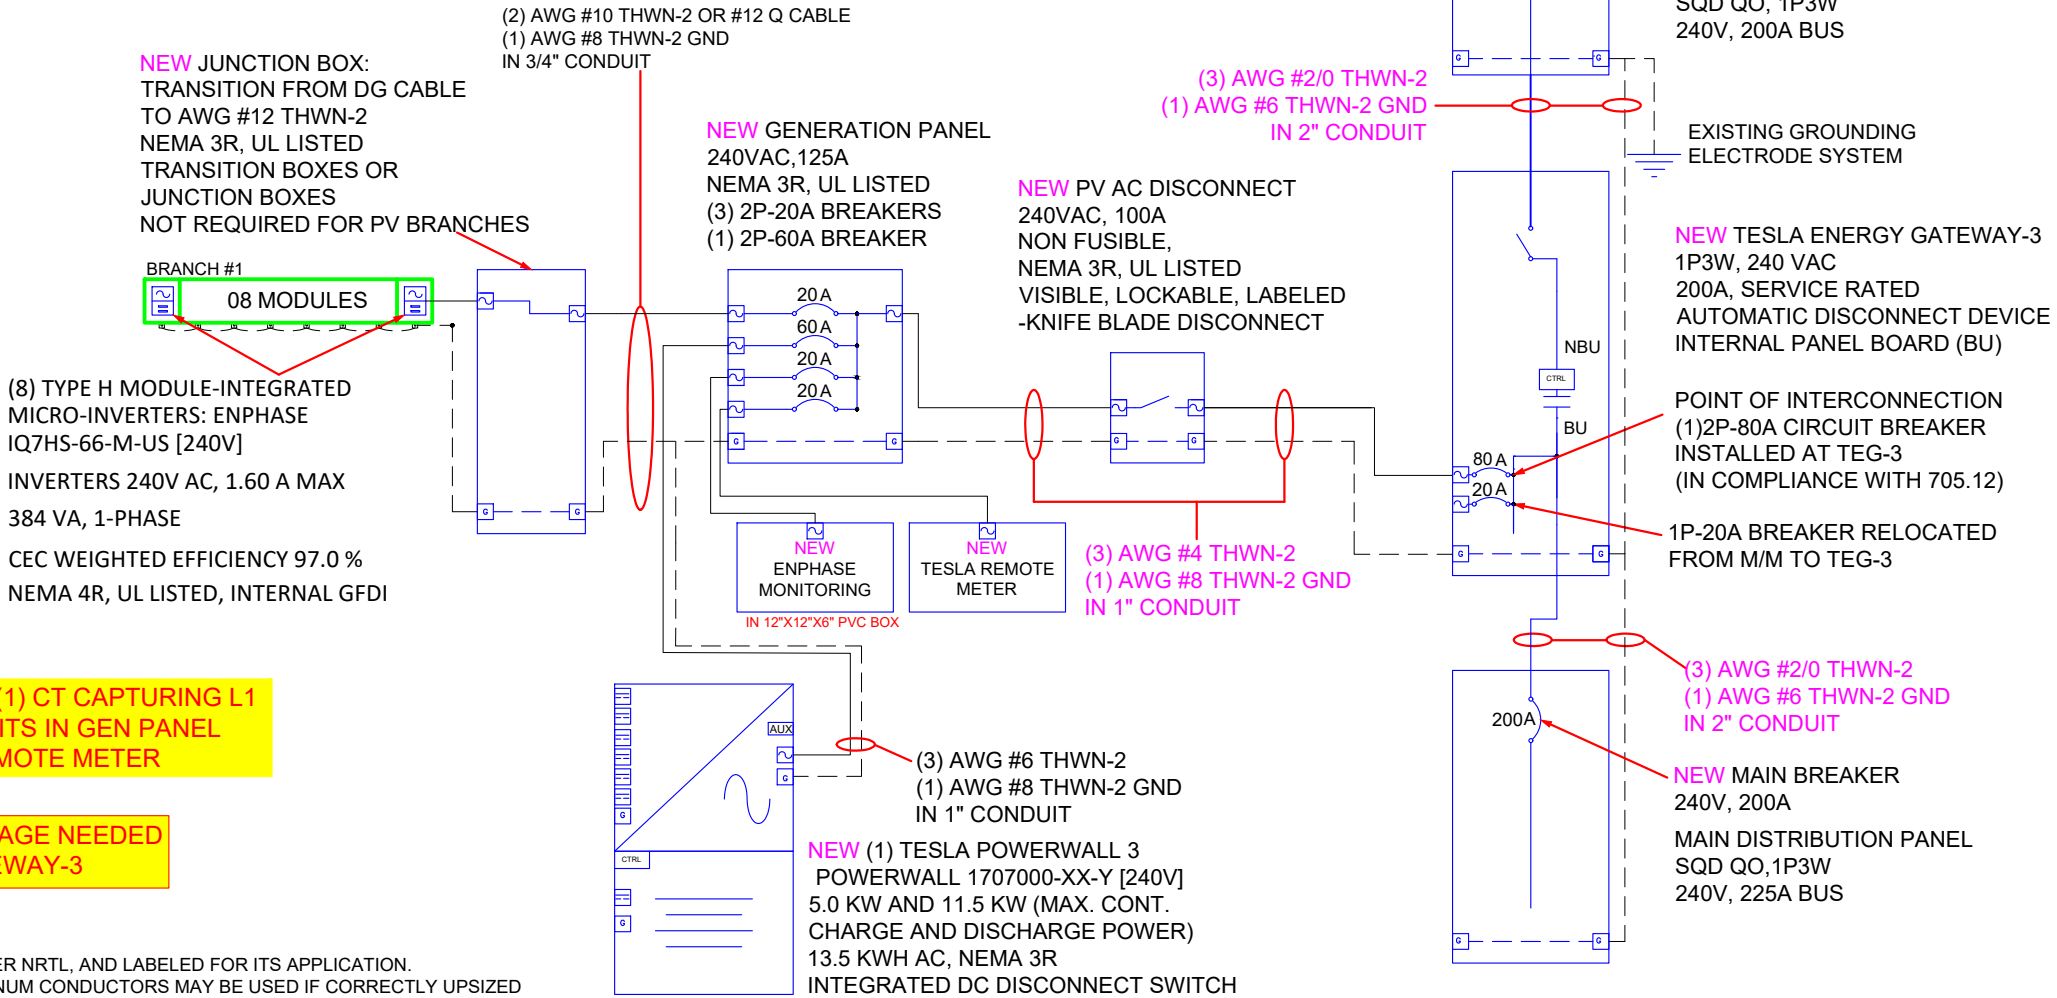 (2) AWG #10 THWN-2 OR #12 Q CABLE
(1) AWG #8 THWN-2 GND
IN 3/4" CONDUIT
SQD QO, 1P3W
240V, 200A BUS
NEW JUNCTION BOX:
TRANSITION FROM DG CABLE
TO AWG #12 THWN-2
NEMA 3R, UL LISTED
TRANSITION BOXES OR
JUNCTION BOXES
NOT REQUIRED FOR PV BRANCHES
NEW GENERATION PANEL
240VAC,125A
NEMA 3R, UL LISTED
(3) 2P-20A BREAKERS
(1) 2P-60A BREAKER
NEW PV AC DISCONNECT
240VAC, 100A
NON FUSIBLE,
NEMA 3R, UL LISTED
VISIBLE, LOCKABLE, LABELED
-KNIFE BLADE DISCONNECT
(3) AWG #2/0 THWN-2
(1) AWG #6 THWN-2 GND
IN 2" CONDUIT
G
G
EXISTING GROUNDING
ELECTRODE SYSTEM
NEW TESLA ENERGY GATEWAY-3
1P3W, 240 VAC
200A, SERVICE RATED
AUTOMATIC DISCONNECT DEVICE
INTERNAL PANEL BOARD (BU)
NBU
CTRL
BU
POINT OF INTERCONNECTION
(1)2P-80A CIRCUIT BREAKER
INSTALLED AT TEG-3
(IN COMPLIANCE WITH 705.12)
80A
20A
1P-20A BREAKER RELOCATED
FROM M/M TO TEG-3
G
G
BRANCH #1
08 MODULES
(8) TYPE H MODULE-INTEGRATED
MICRO-INVERTERS: ENPHASE
IQ7HS-66-M-US [240V]
INVERTERS 240V AC, 1.60 A MAX
384 VA, 1-PHASE
CEC WEIGHTED EFFICIENCY 97.0 %
NEMA 4R, UL LISTED, INTERNAL GFDI
G
G
20A
60A
20A
20A
G
G
G
G
NEW
ENPHASE
MONITORING
IN 12"X12"X6" PVC BOX
NEW
TESLA REMOTE
METER
(3) AWG #4 THWN-2
(1) AWG #8 THWN-2 GND
IN 1" CONDUIT
(1) CT CAPTURING L1
ITS IN GEN PANEL
MOTE METER
AGE NEEDED
EWAY-3
AUX
G
G
CTRL
G
(3) AWG #6 THWN-2
(1) AWG #8 THWN-2 GND
IN 1" CONDUIT
NEW (1) TESLA POWERWALL 3
POWERWALL 1707000-XX-Y [240V]
5.0 KW AND 11.5 KW (MAX. CONT.
CHARGE AND DISCHARGE POWER)
13.5 KWH AC, NEMA 3R
INTEGRATED DC DISCONNECT SWITCH
(3) AWG #2/0 THWN-2
(1) AWG #6 THWN-2 GND
IN 2" CONDUIT
200A
NEW MAIN BREAKER
240V, 200A
MAIN DISTRIBUTION PANEL
SQD QO,1P3W
240V, 225A BUS
G
G
ER NRTL, AND LABELED FOR ITS APPLICATION.
NUM CONDUCTORS MAY BE USED IF CORRECTLY UPSIZED